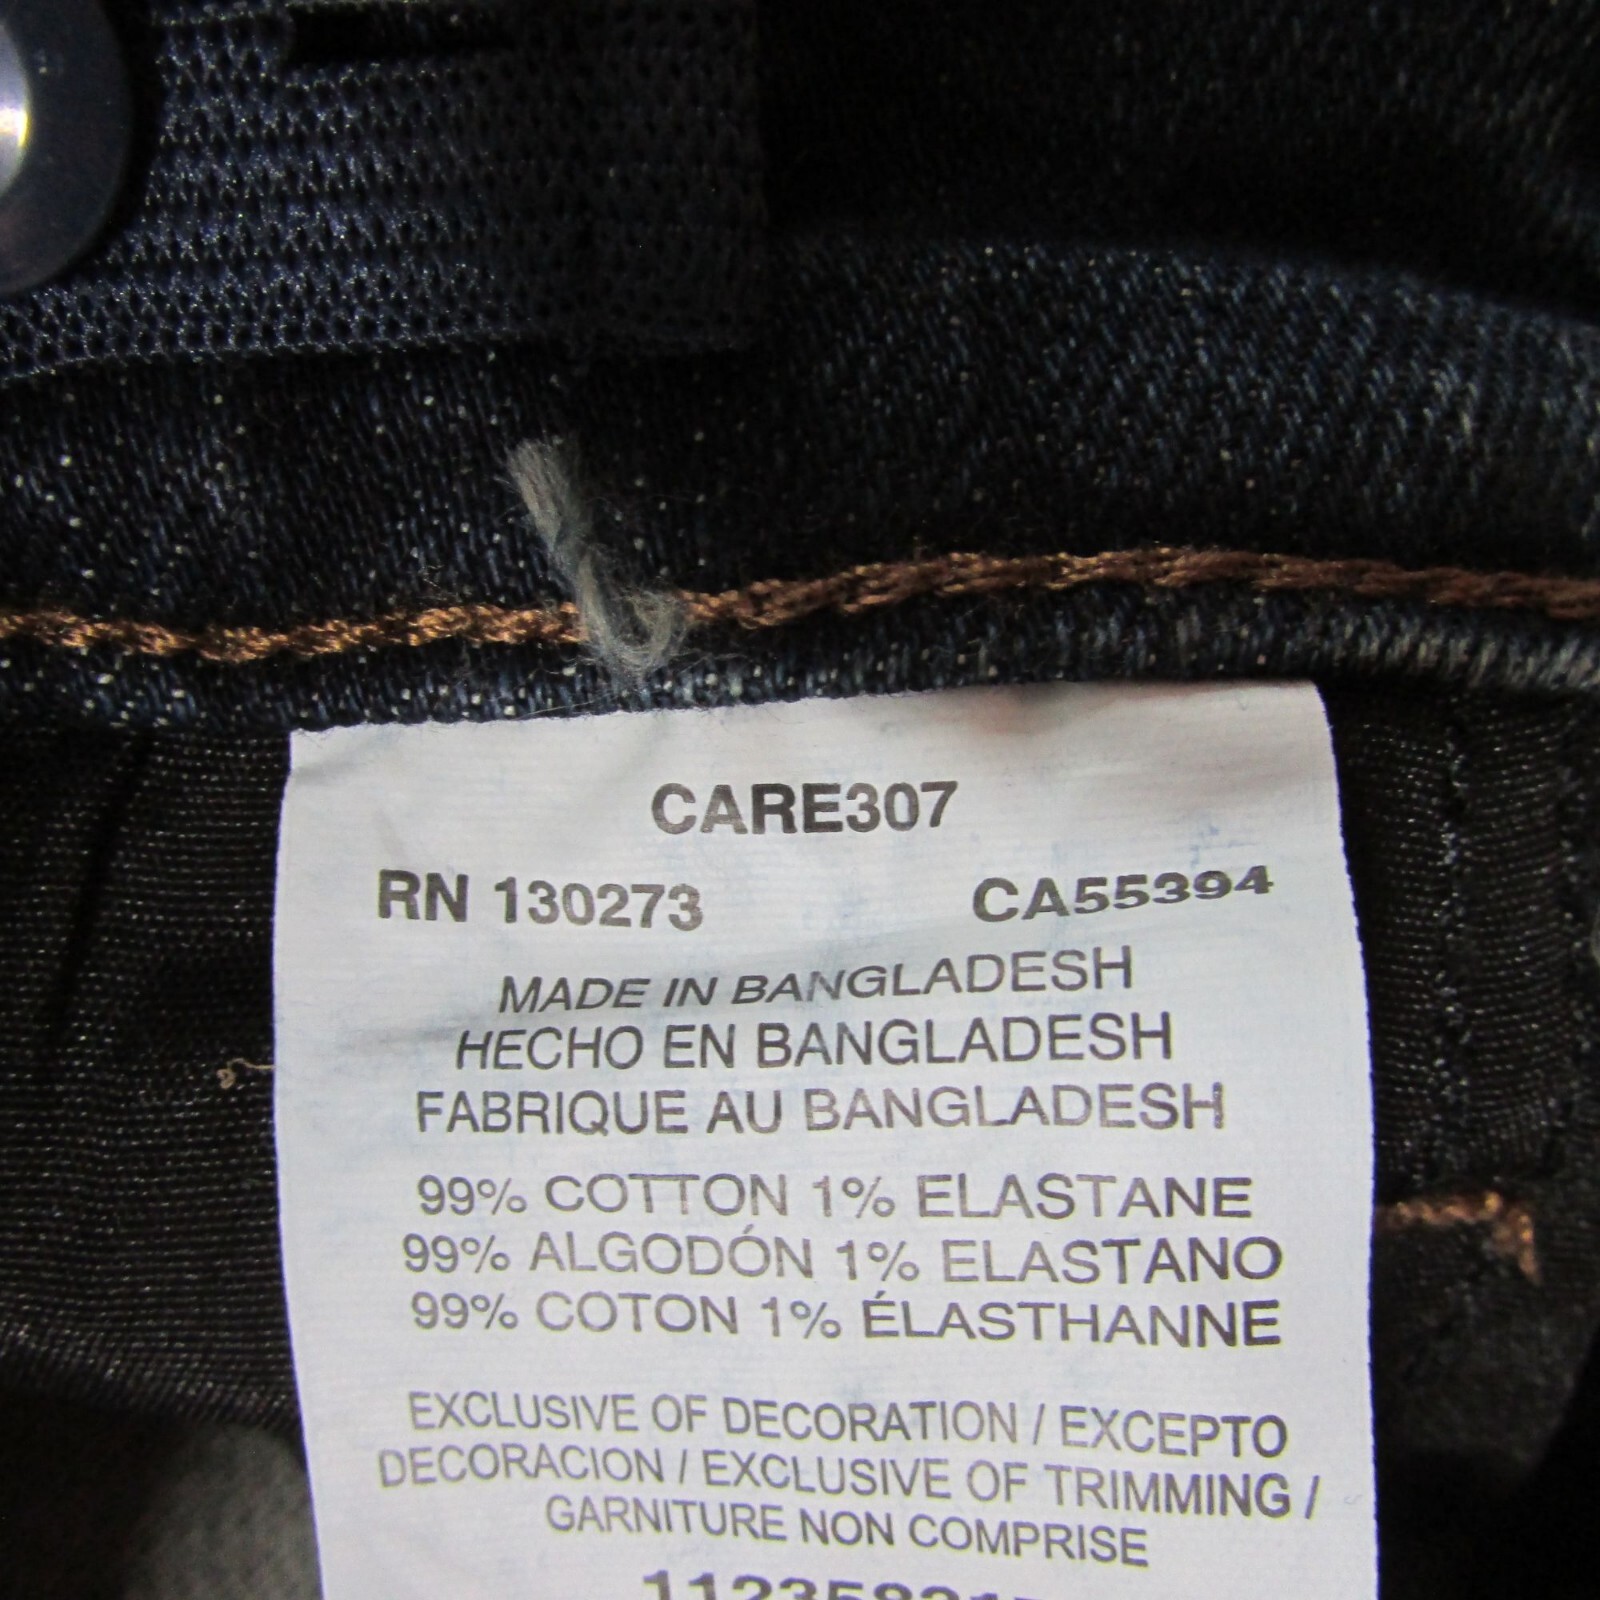 CARE307
RN 130273 CA55394
MADE IN BANGLADESH
HECHO EN BANGLADESH
FABRIQUE AU BANGLADESH
99% COTTON 1% ELASTANE
99% ALGODÓN 1% ELASTANO
99% COTON 1% ÉLASTHANNE
EXCLUSIVE OF DECORATION / EXCEPTO
DECORACION / EXCLUSIVE OF TRIMMING /
GARNITURE NON COMPRISE